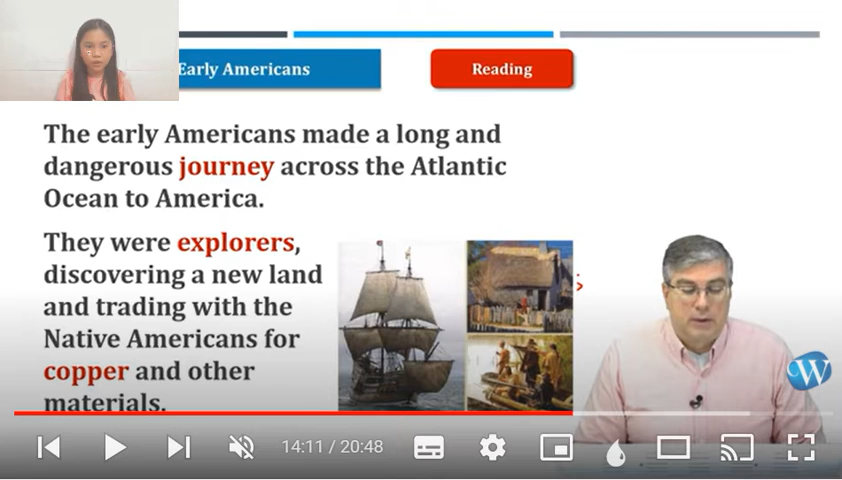 Early Americans
Reading
The early Americans made a long and
dangerous journey across the Atlantic
Ocean to America.
They were explorers,
discovering a new land
and trading with the
Native Americans for
copper and other
materials.
W
14:11 / 20:48